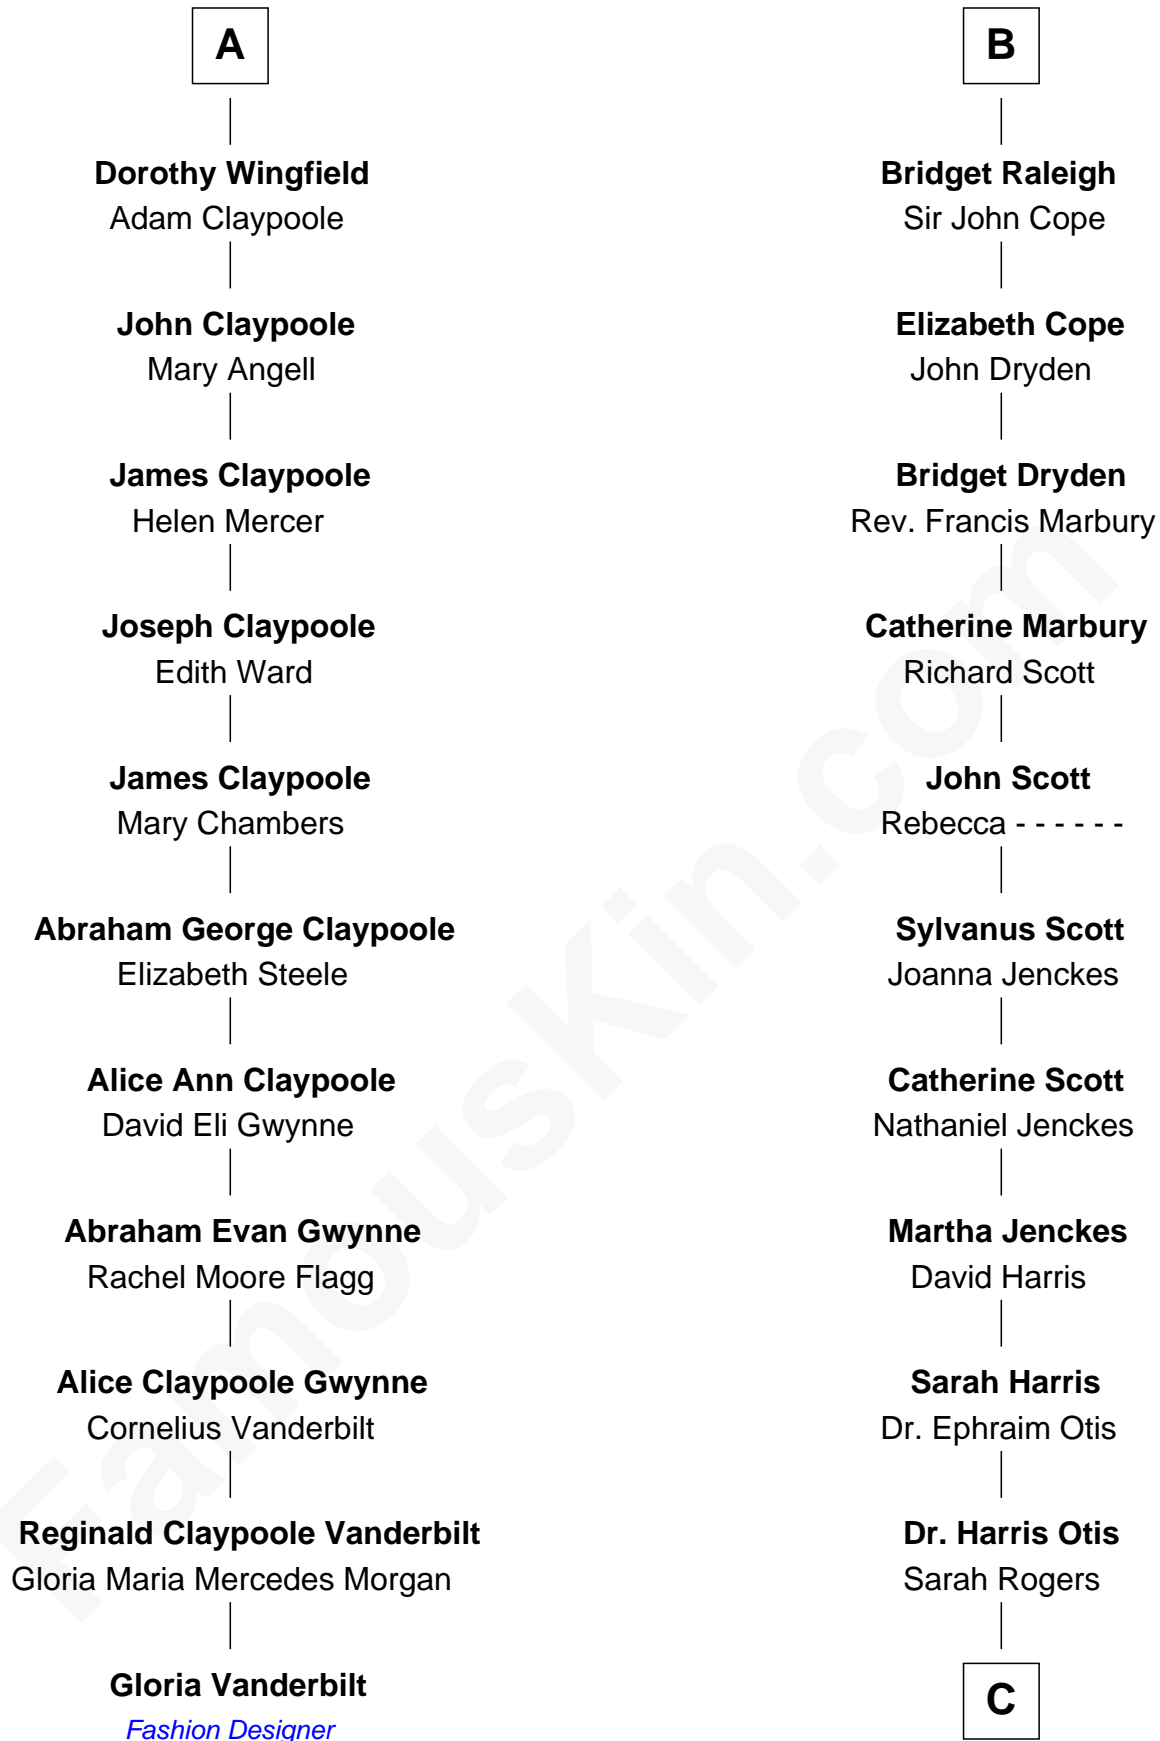 A
Dorothy Wingfield
Adam Claypoole
John Claypoole
Mary Angell
James Claypoole
Helen Mercer
Joseph Claypoole
Edith Ward
James Claypoole
Mary Chambers
Abraham George Claypoole
Elizabeth Steele
Alice Ann Claypoole
David Eli Gwynne
Abraham Evan Gwynne
Rachel Moore Flagg
Alice Claypoole Gwynne
Cornelius Vanderbilt
Reginald Claypoole Vanderbilt
Gloria Maria Mercedes Morgan
Gloria Vanderbilt
Fashion Designer
B
Bridget Raleigh
Sir John Cope
Elizabeth Cope
John Dryden
Bridget Dryden
Rev. Francis Marbury
Catherine Marbury
Richard Scott
John Scott
Rebecca - - - - - -
Sylvanus Scott
Joanna Jenckes
Catherine Scott
Nathaniel Jenckes
Martha Jenckes
David Harris
Sarah Harris
Dr. Ephraim Otis
Dr. Harris Otis
Sarah Rogers
C
FamousKin.com